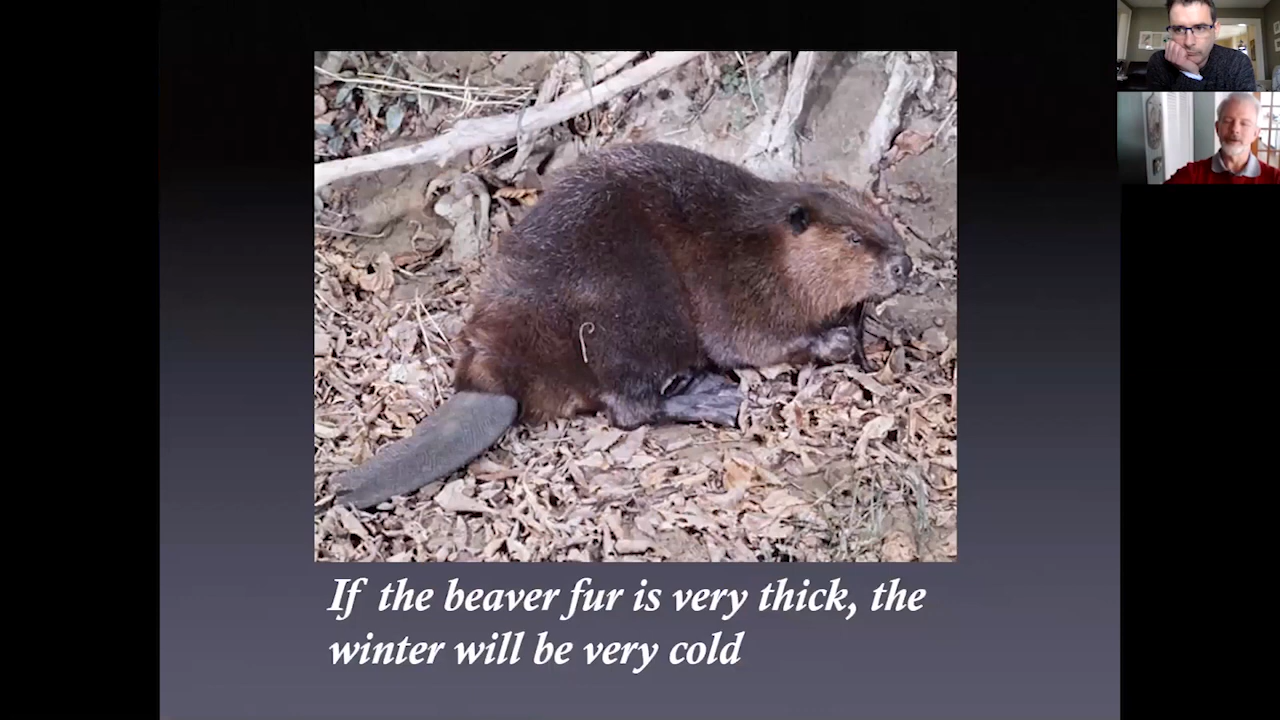 If the beaver fur is very thick, the
winter will be very cold